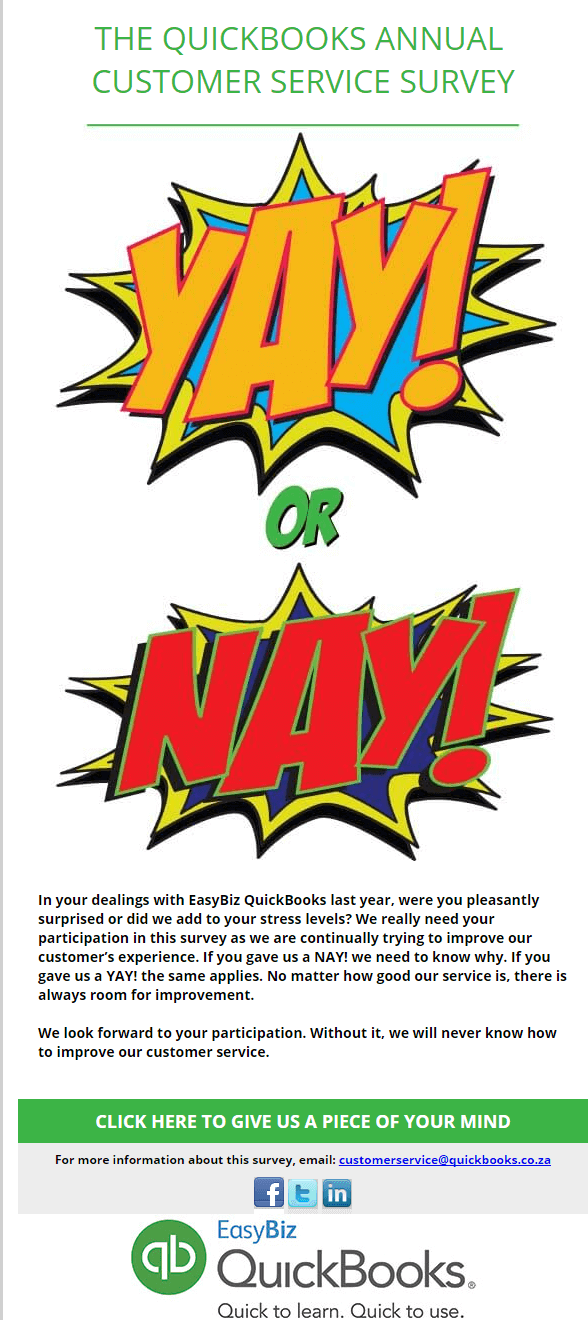 THE QUICKBOOKS ANNUAL
CUSTOMER SERVICE SURVEY
YAY!
OR
NAY!
In your dealings with EasyBiz QuickBooks last year, were you pleasantly
surprised or did we add to your stress levels? We really need your
participation in this survey as we are continually trying to improve our
customer's experience. If you gave us a NAY! we need to know why. If you
gave us a YAY! the same applies. No matter how good our service is, there is
always room for improvement.
We look forward to your participation. Without it, we will never know how
to improve our customer service.
CLICK HERE TO GIVE US A PIECE OF YOUR MIND
For more information about this survey, email: customerservice@quickbooks.co.za
f t in
qb
EasyBiz
QuickBooks®
Quick to learn. Quick to use.